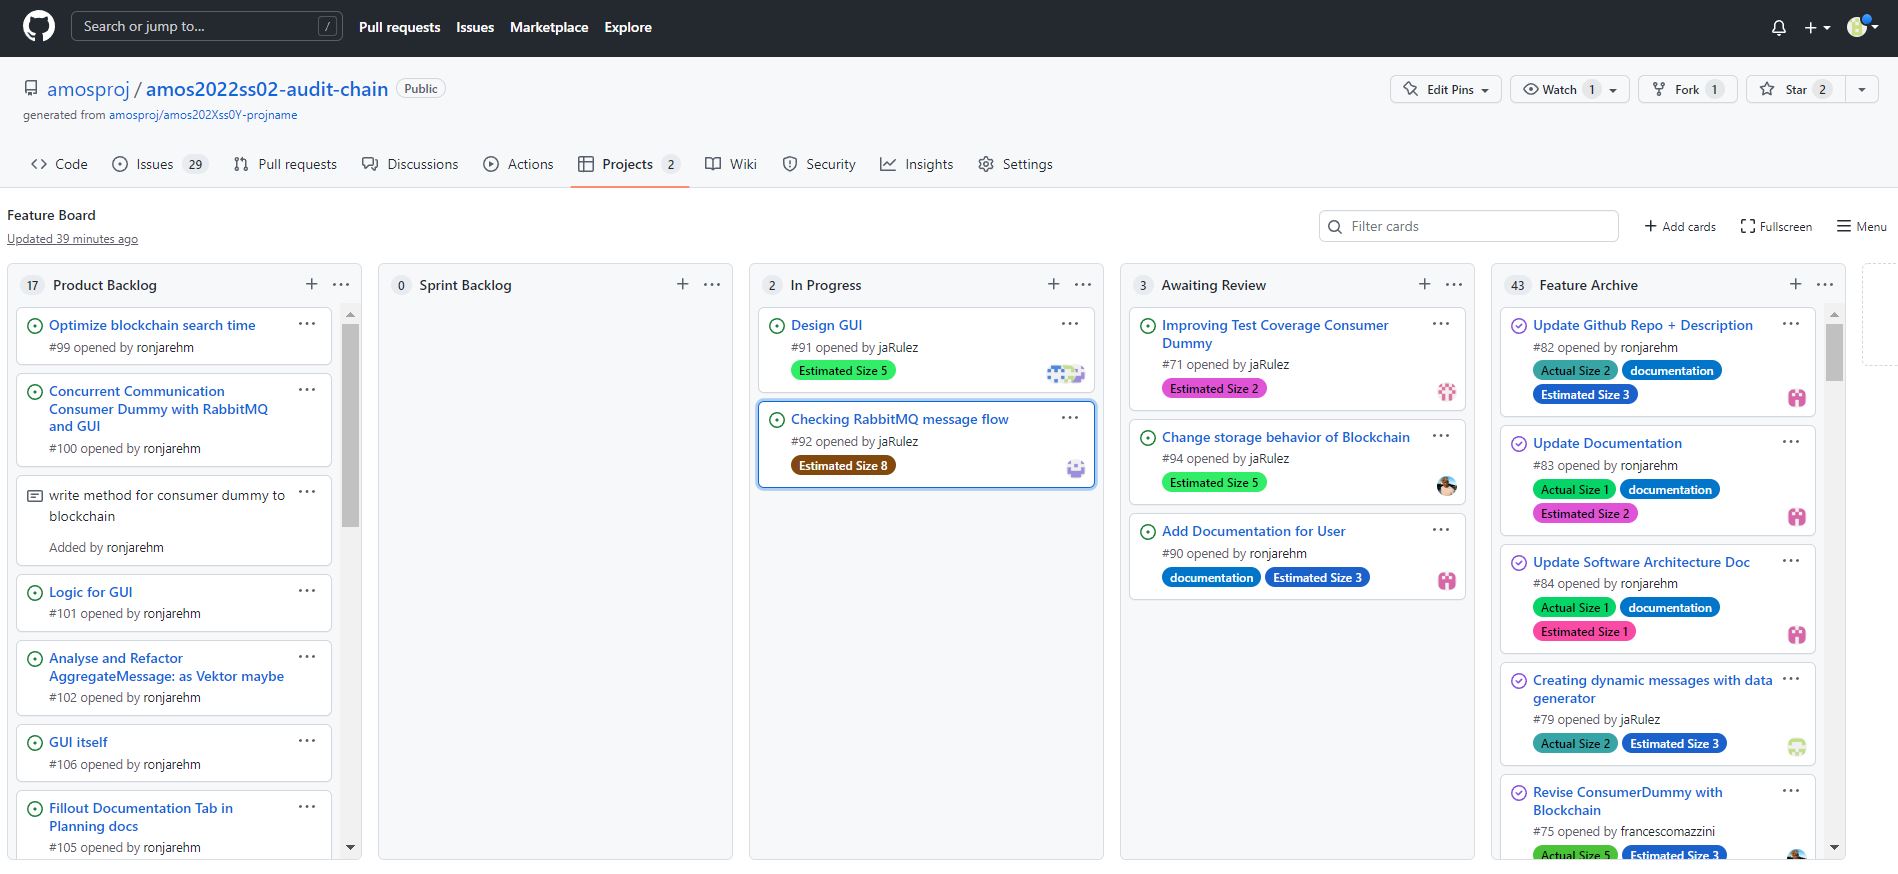 Search or jump to...
/
Pull requests
Issues
Marketplace
Explore
amosproj / amos2022ss02-audit-chain
Public
generated from amosproj/amos202Xss0Y-projname
Edit Pins
Watch 1
Fork 1
Star 2
Code
Issues 29
Pull requests
Discussions
Actions
Projects 2
Wiki
Security
Insights
Settings
Feature Board
Updated 39 minutes ago
Filter cards
+ Add cards
Fullscreen
Menu
17 Product Backlog
Optimize blockchain search time
#99 opened by ronjarehm
Concurrent Communication
Consumer Dummy with RabbitMQ
and GUI
#100 opened by ronjarehm
write method for consumer dummy to
blockchain
Added by ronjarehm
Logic for GUI
#101 opened by ronjarehm
Analyse and Refactor
AggregateMessage: as Vektor maybe
#102 opened by ronjarehm
GUI itself
#106 opened by ronjarehm
Fillout Documentation Tab in
Planning docs
#105 opened by ronjarehm
0 Sprint Backlog
2 In Progress
Design GUI
#91 opened by jaRulez
Estimated Size 5
Checking RabbitMQ message flow
#92 opened by jaRulez
Estimated Size 8
3 Awaiting Review
Improving Test Coverage Consumer
Dummy
#71 opened by jaRulez
Estimated Size 2
Change storage behavior of Blockchain
#94 opened by jaRulez
Estimated Size 5
Add Documentation for User
#90 opened by ronjarehm
documentation
Estimated Size 3
43 Feature Archive
Update Github Repo + Description
#82 opened by ronjarehm
Actual Size 2
documentation
Estimated Size 3
Update Documentation
#83 opened by ronjarehm
Actual Size 1
documentation
Estimated Size 2
Update Software Architecture Doc
#84 opened by ronjarehm
Actual Size 1
documentation
Estimated Size 1
Creating dynamic messages with data
generator
#79 opened by jaRulez
Actual Size 2
Estimated Size 3
Revise ConsumerDummy with
Blockchain
#75 opened by francescomazzini
Actual Size 5
Estimated Size 3